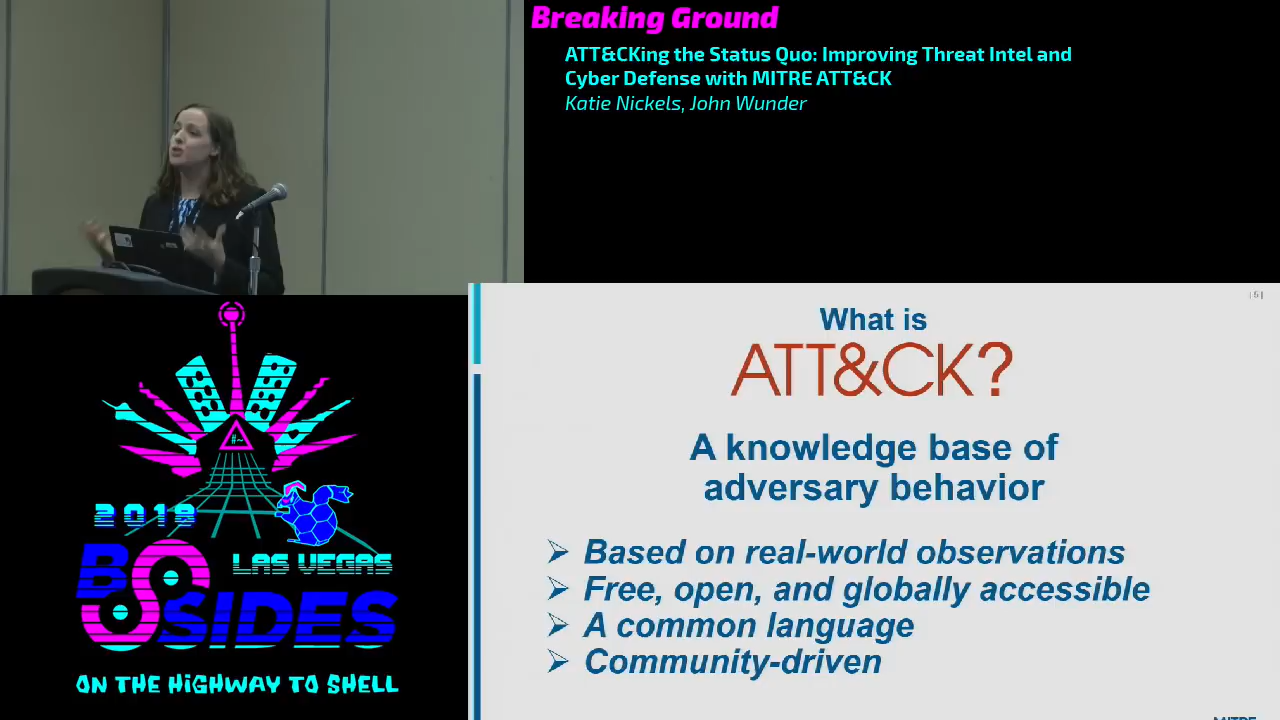 Breaking Ground
ATT&CKing the Status Quo: Improving Threat Intel and
Cyber Defense with MITRE ATT&CK
Katie Nickels, John Wunder
| 5 |
What is
ATT&CK?
A knowledge base of
adversary behavior
➢ Based on real-world observations
➢ Free, open, and globally accessible
➢ A common language
➢ Community-driven
MITRE
#~
2018
LAS VEGAS
BSIDES
ON THE HIGHWAY TO SHELL